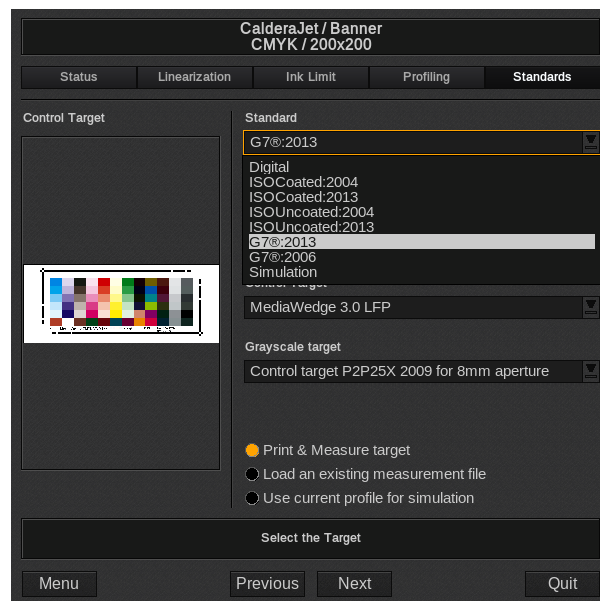 CalderaJet / Banner
CMYK / 200x200
Status Linearization Ink Limit Profiling Standards
Control Target
Standard
G7®:2013
Digital
ISOCoated:2004
ISOCoated:2013
ISOUncoated:2004
ISOUncoated:2013
G7®:2013
G7®:2006
Simulation
Control Target
MediaWedge 3.0 LFP
Grayscale target
Control target P2P25X 2009 for 8mm aperture
Print & Measure target
Load an existing measurement file
Use current profile for simulation
Select the Target
Menu Previous Next Quit